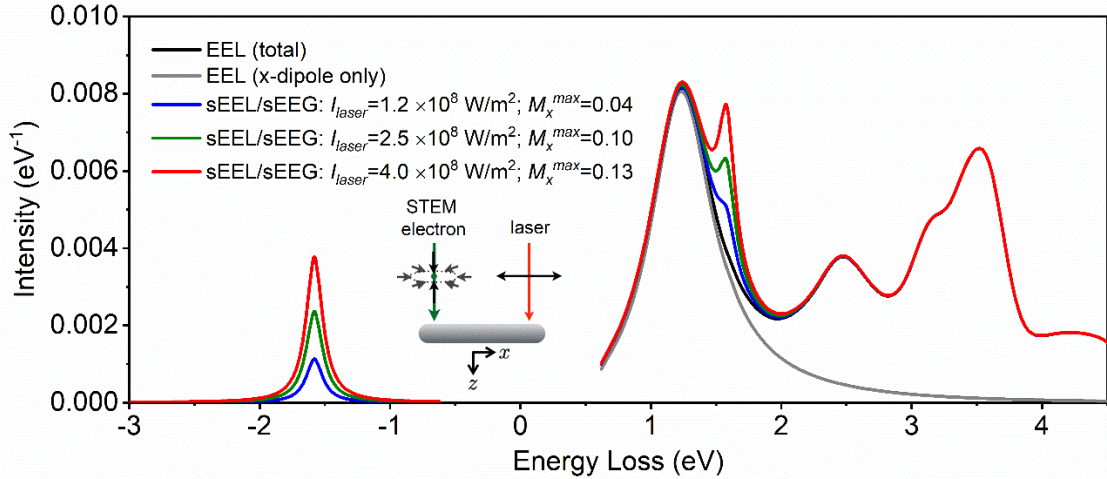 0.010
0.008
0.006
0.004
0.002
0.000
Intensity (eV⁻¹)
EEL (total)
EEL (x-dipole only)
sEEL/sEEG: I_laser=1.2 ×10⁸ W/m²; M_x^max=0.04
sEEL/sEEG: I_laser=2.5 ×10⁸ W/m²; M_x^max=0.10
sEEL/sEEG: I_laser=4.0 ×10⁸ W/m²; M_x^max=0.13
STEM
electron
laser
x
z
-3 -2 -1 0 1 2 3 4
Energy Loss (eV)